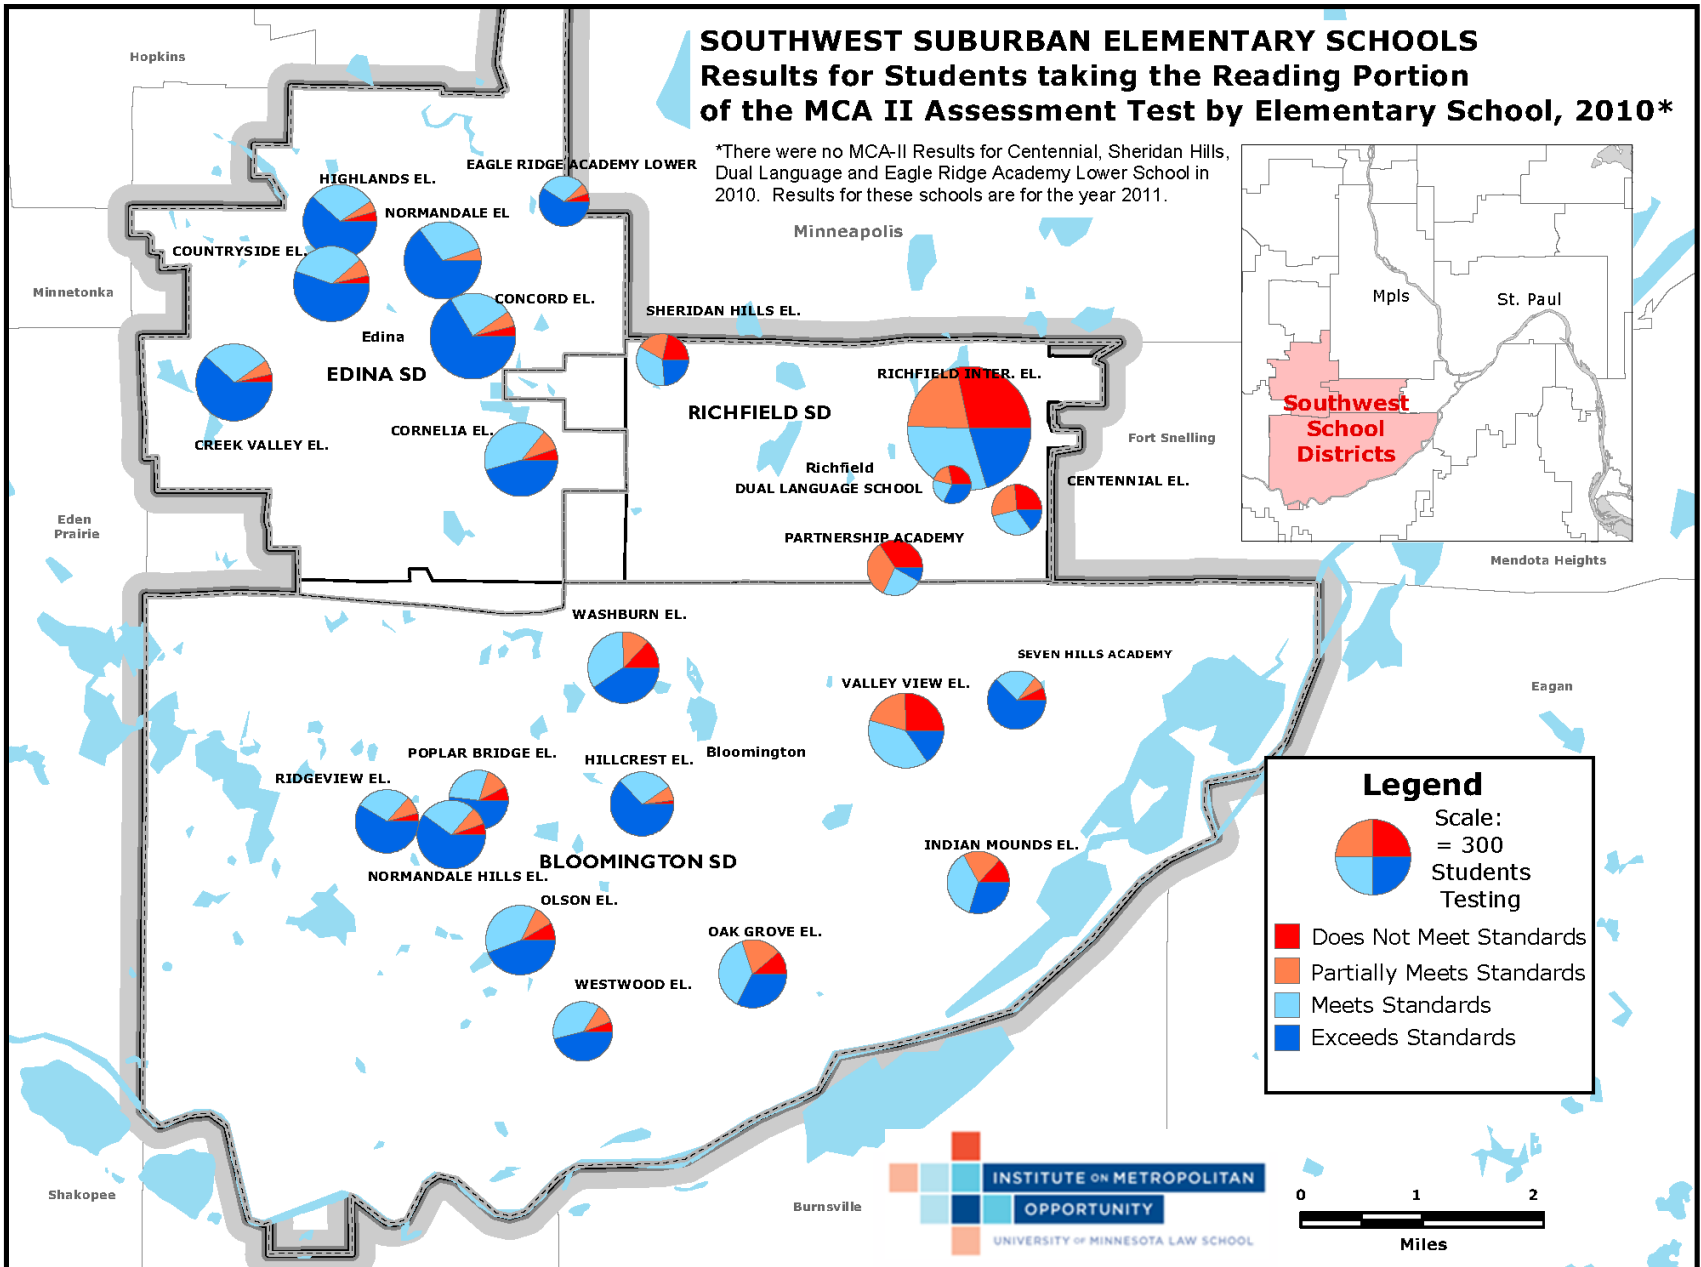 SOUTHWEST SUBURBAN ELEMENTARY SCHOOLS
Results for Students taking the Reading Portion
of the MCA II Assessment Test by Elementary School, 2010*
*There were no MCA-II Results for Centennial, Sheridan Hills,
Dual Language and Eagle Ridge Academy Lower School in
2010.  Results for these schools are for the year 2011.
Hopkins
EAGLE RIDGE ACADEMY LOWER
HIGHLANDS EL.
NORMANDALE EL
COUNTRYSIDE EL.
Minneapolis
Minnetonka
CONCORD EL.
SHERIDAN HILLS EL.
Edina
EDINA SD
RICHFIELD INTER. EL.
RICHFIELD SD
CORNELIA EL.
CREEK VALLEY EL.
Fort Snelling
Richfield
DUAL LANGUAGE SCHOOL
CENTENNIAL EL.
Eden
Prairie
PARTNERSHIP ACADEMY
Mpls
St. Paul
Southwest
School
Districts
Mendota Heights
WASHBURN EL.
SEVEN HILLS ACADEMY
VALLEY VIEW EL.
Eagan
POPLAR BRIDGE EL.
HILLCREST EL.
Bloomington
RIDGEVIEW EL.
INDIAN MOUNDS EL.
BLOOMINGTON SD
NORMANDALE HILLS EL.
OLSON EL.
OAK GROVE EL.
WESTWOOD EL.
Legend
Scale:
= 300
Students
Testing
Does Not Meet Standards
Partially Meets Standards
Meets Standards
Exceeds Standards
Shakopee
Burnsville
INSTITUTE ON METROPOLITAN
OPPORTUNITY
UNIVERSITY OF MINNESOTA LAW SCHOOL
0 1 2
Miles